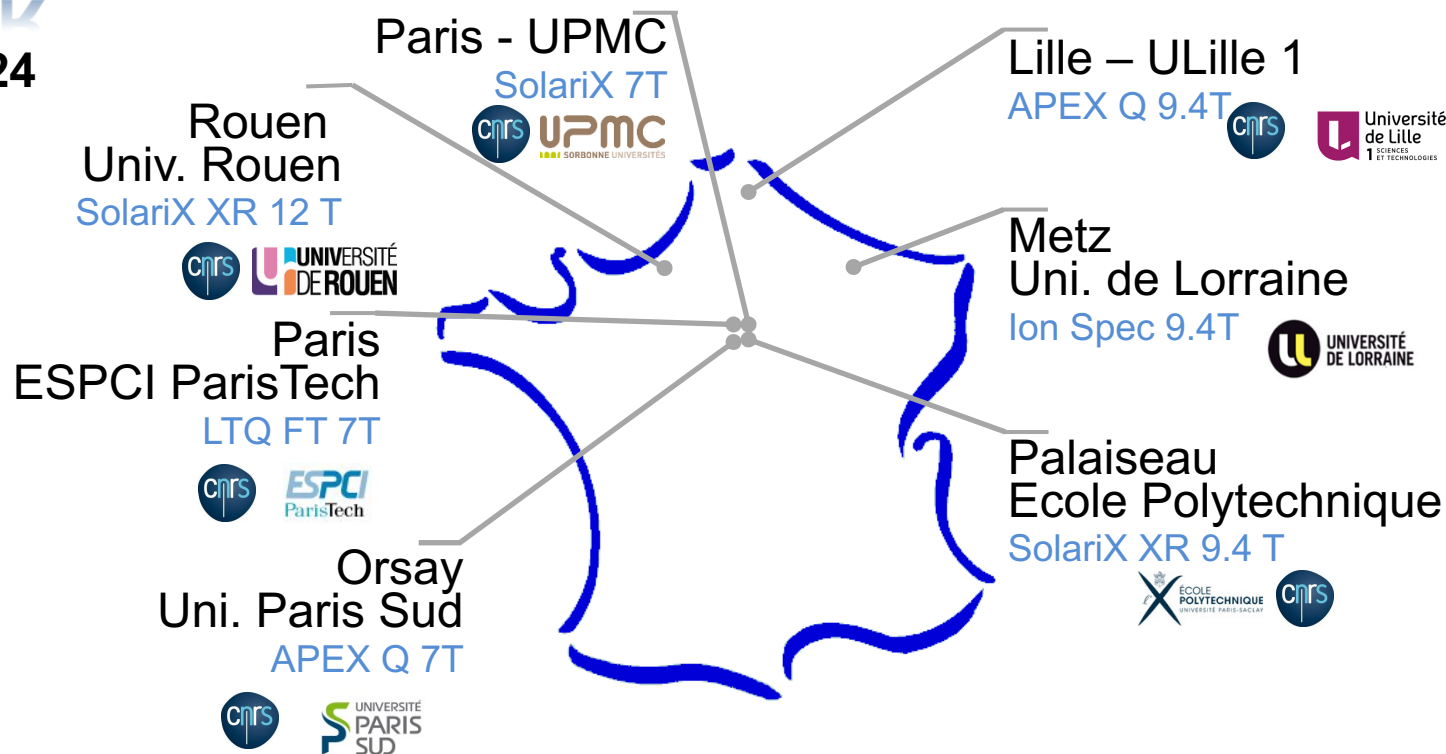 24
Paris - UPMC
SolariX 7T
cnrs UPMC
SORBONNE UNIVERSITÉS
Lille – ULille 1
APEX Q 9.4T
cnrs
Université
de Lille
1 SCIENCES
ET TECHNOLOGIES
Rouen
Univ. Rouen
SolariX XR 12 T
cnrs
UNIVERSITÉ
DE ROUEN
Metz
Uni. de Lorraine
Ion Spec 9.4T
UNIVERSITÉ
DE LORRAINE
Paris
ESPCI ParisTech
LTQ FT 7T
cnrs
ESPCI
ParisTech
Palaiseau
Ecole Polytechnique
SolariX XR 9.4 T
ÉCOLE
POLYTECHNIQUE
UNIVERSITÉ PARIS-SACLAY
cnrs
Orsay
Uni. Paris Sud
APEX Q 7T
cnrs
UNIVERSITÉ
PARIS
SUD